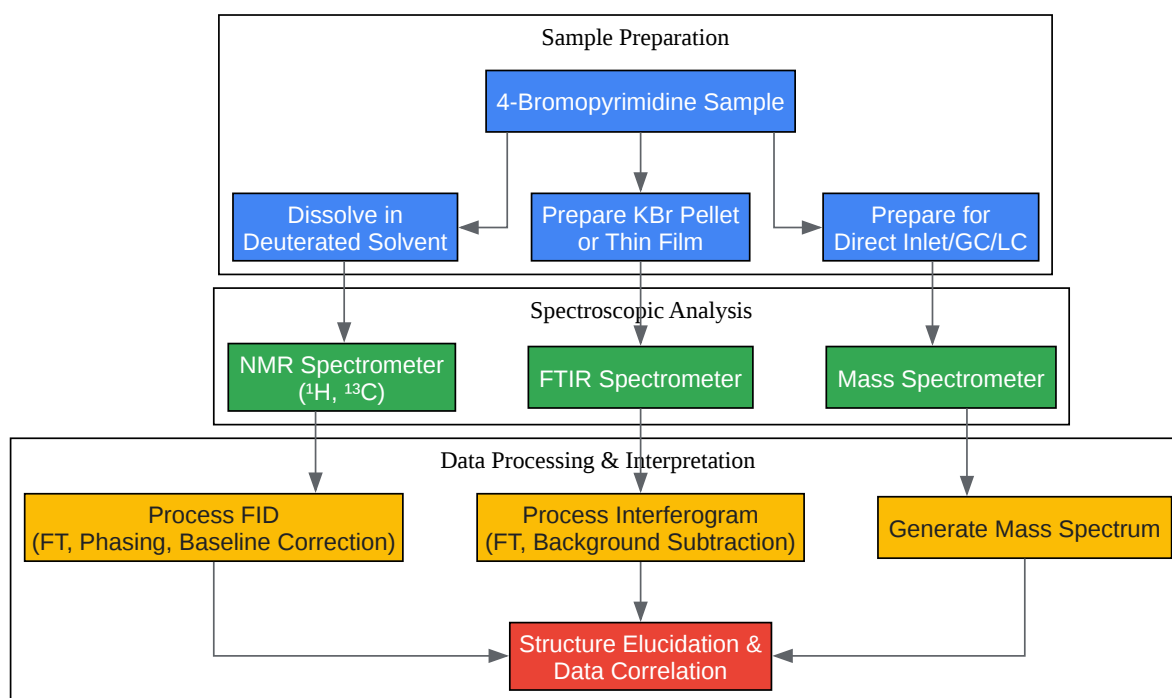 Sample Preparation
4-Bromopyrimidine Sample
Dissolve in
Deuterated Solvent
Prepare KBr Pellet
or Thin Film
Prepare for
Direct Inlet/GC/LC
Spectroscopic Analysis
NMR Spectrometer
(¹H, ¹³C)
FTIR Spectrometer
Mass Spectrometer
Data Processing & Interpretation
Process FID
(FT, Phasing, Baseline Correction)
Process Interferogram
(FT, Background Subtraction)
Generate Mass Spectrum
Structure Elucidation &
Data Correlation